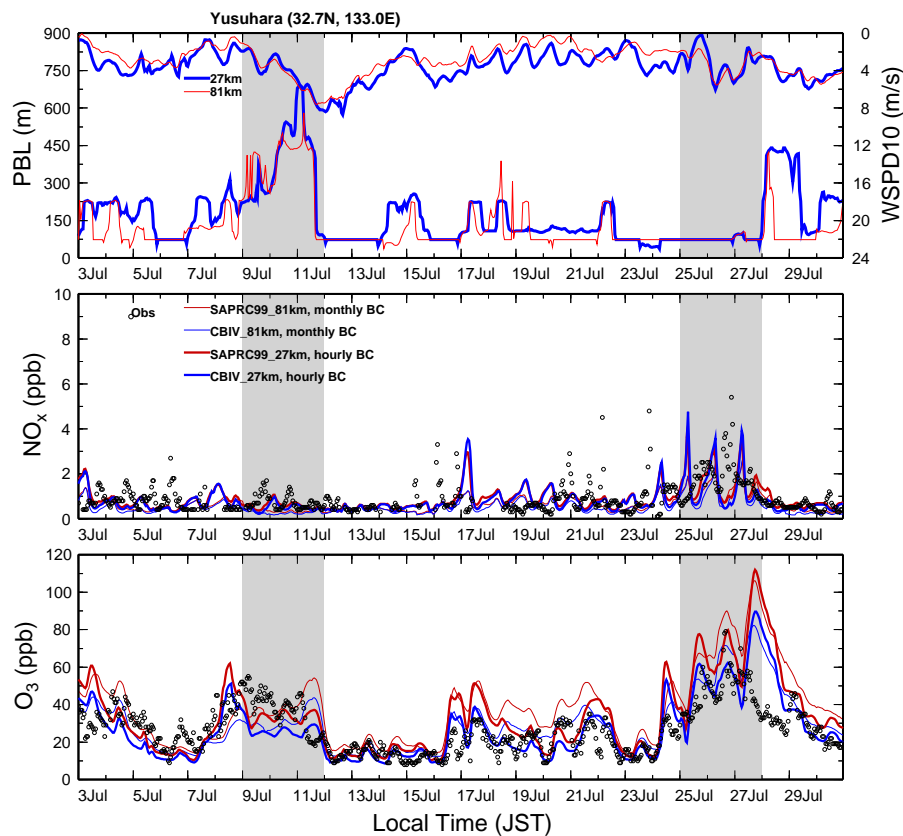 Yusuhara (32.7N, 133.0E)
900
750
600
450
300
150
0
PBL (m)
27km
81km
0
4
8
12
16
20
24
WSPD10 (m/s)
3Jul 5Jul 7Jul 9Jul 11Jul 13Jul 15Jul 17Jul 19Jul 21Jul 23Jul 25Jul 27Jul 29Jul
10
8
6
4
2
0
NOx (ppb)
Obs
SAPRC99_81km, monthly BC
CBIV_81km, monthly BC
SAPRC99_27km, hourly BC
CBIV_27km, hourly BC
3Jul 5Jul 7Jul 9Jul 11Jul 13Jul 15Jul 17Jul 19Jul 21Jul 23Jul 25Jul 27Jul 29Jul
120
100
80
60
40
20
0
O3 (ppb)
3Jul 5Jul 7Jul 9Jul 11Jul 13Jul 15Jul 17Jul 19Jul 21Jul 23Jul 25Jul 27Jul 29Jul
Local Time (JST)